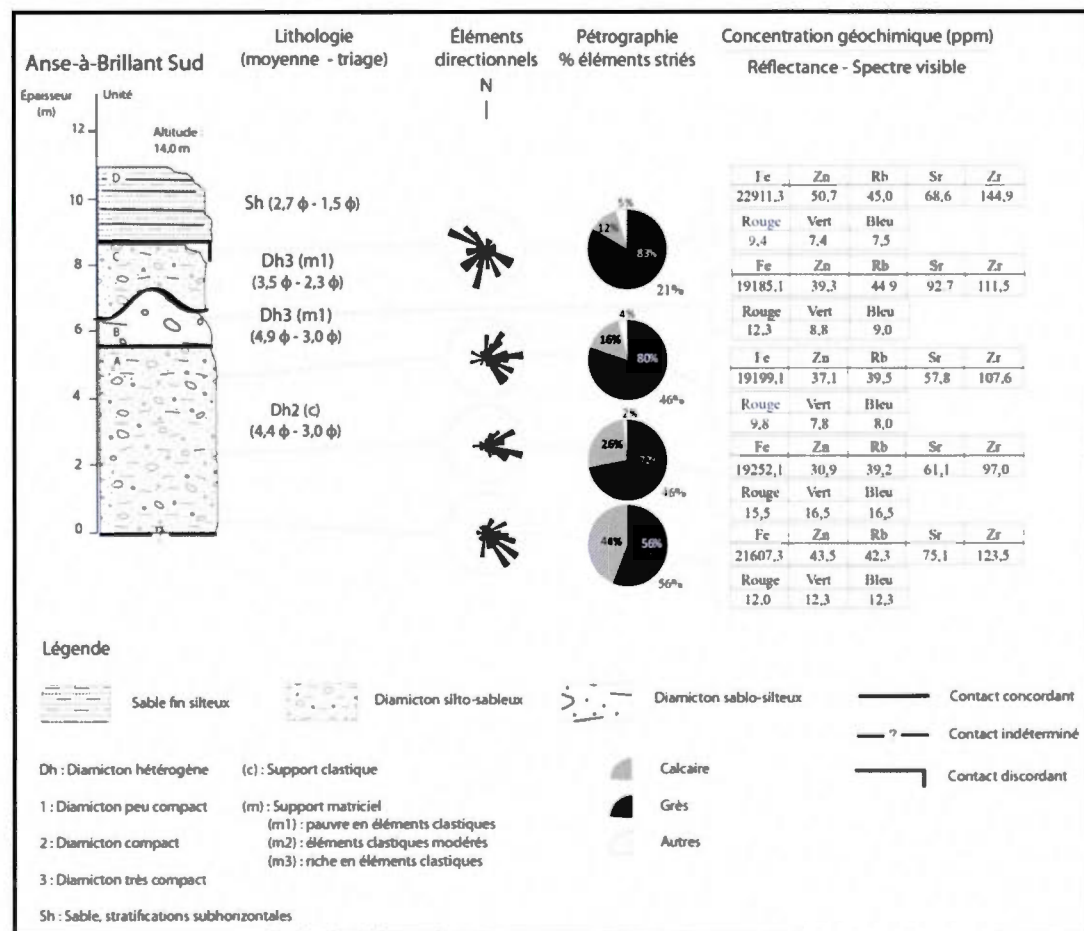 Anse-à-Brillant Sud
Lithologie
(moyenne - triage)
Éléments
directionnels
N
Pétrographie
% éléments striés
Concentration géochimique (ppm)
Réflectance - Spectre visible
Épaisseur
(m)
Unité
Altitude :
14,0 m
12
10
8
6
4
2
0
D
C
B
A
?
Sh (2,7 ϕ - 1,5 ϕ)
Dh3 (m1)
(3,5 ϕ - 2,3 ϕ)
Dh3 (m1)
(4,9 ϕ - 3,0 ϕ)
Dh2 (c)
(4,4 ϕ - 3,0 ϕ)
5%
12%
83%
21%
4%
16%
80%
46%
2%
26%
72%
46%
44%
56%
56%
Fe Zn Rb Sr Zr
22911,3 50,7 45,0 68,6 144,9
Rouge Vert Bleu
9,4 7,4 7,5
Fe Zn Rb Sr Zr
19185,1 39,3 44,9 92,7 111,5
Rouge Vert Bleu
12,3 8,8 9,0
Fe Zn Rb Sr Zr
19199,1 37,1 39,5 57,8 107,6
Rouge Vert Bleu
9,8 7,8 8,0
Fe Zn Rb Sr Zr
19252,1 30,9 39,2 61,1 97,0
Rouge Vert Bleu
15,5 16,5 16,5
Fe Zn Rb Sr Zr
21607,3 43,5 42,3 75,1 123,5
Rouge Vert Bleu
12,0 12,3 12,3
Légende
Sable fin silteux
Diamicton silto-sableux
Diamicton sablo-silteux
Contact concordant
? Contact indéterminé
Contact discordant
Dh : Diamicton hétérogène
1 : Diamicton peu compact
2 : Diamicton compact
3 : Diamicton très compact
Sh : Sable, stratifications subhorizontales
(c) : Support clastique
(m) : Support matriciel
(m1) : pauvre en éléments clastiques
(m2) : éléments clastiques modérés
(m3) : riche en éléments clastiques
Calcaire
Grès
Autres